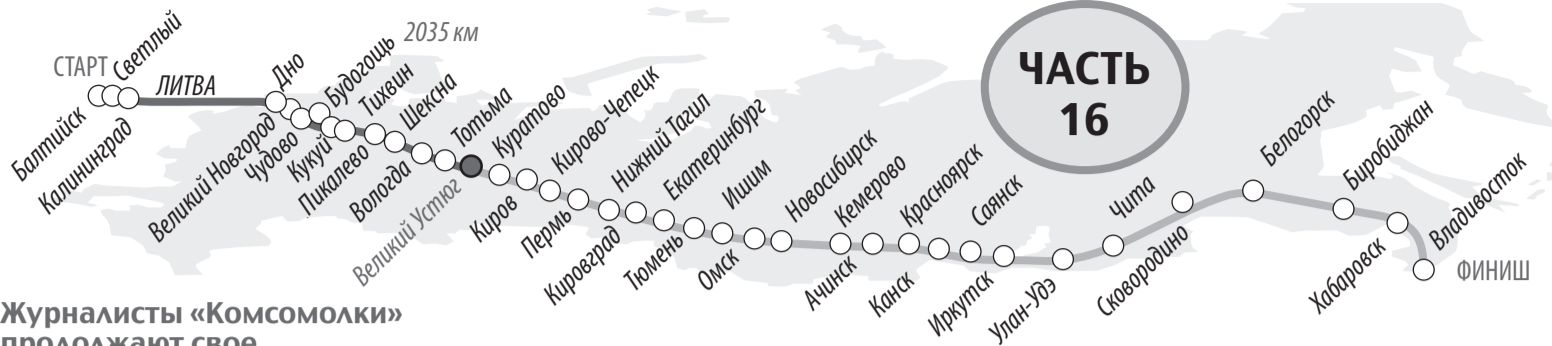 СТАРТ
Балтийск
Светлый
Калининград
ЛИТВА
Дно
Великий Новгород
Чудово
Будогощь
2035 км
Кукуй
Тихвин
Пикалево
Шексна
Вологда
Тотьма
Великий Устюг
Куратово
Киров
Кирово-Чепецк
Пермь
Нижний Тагил
Кировград
Екатеринбург
Тюмень
Ишим
Омск
Новосибирск
Ачинск
Кемерово
Канск
Красноярск
Иркутск
Саянск
Улан-Удэ
Чита
Сковородино
Белогорск
Биробиджан
Хабаровск
Владивосток
ФИНИШ
ЧАСТЬ
16
Журналисты «Комсомолки»
продолжают свое